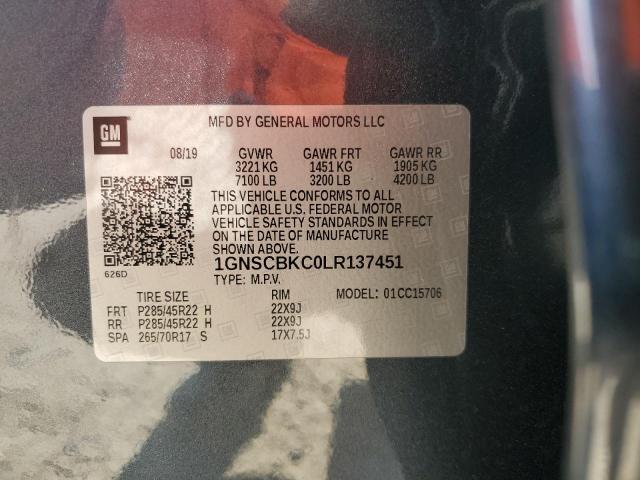 GM
MFD BY GENERAL MOTORS LLC
08/19 GVWR GAWR FRT GAWR RR
3221 KG 1451 KG 1905 KG
7100 LB 3200 LB 4200 LB
THIS VEHICLE CONFORMS TO ALL
APPLICABLE U.S. FEDERAL MOTOR
VEHICLE SAFETY STANDARDS IN EFFECT
ON THE DATE OF MANUFACTURE
SHOWN ABOVE.
626D
1GNSCBKC0LR137451
TYPE: M.P.V.
TIRE SIZE RIM MODEL: 01CC15706
FRT P285/45R22 H 22X9J
RR P285/45R22 H 22X9J
SPA 265/70R17 S 17X7.5J